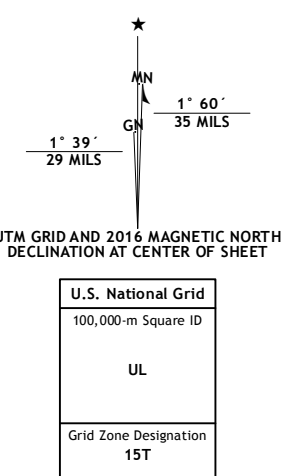 ★
MN
1° 60´
35 MILS
GN
1° 39´
29 MILS
UTM GRID AND 2016 MAGNETIC NORTH
DECLINATION AT CENTER OF SHEET
U.S. National Grid
100,000-m Square ID
UL
Grid Zone Designation
15T